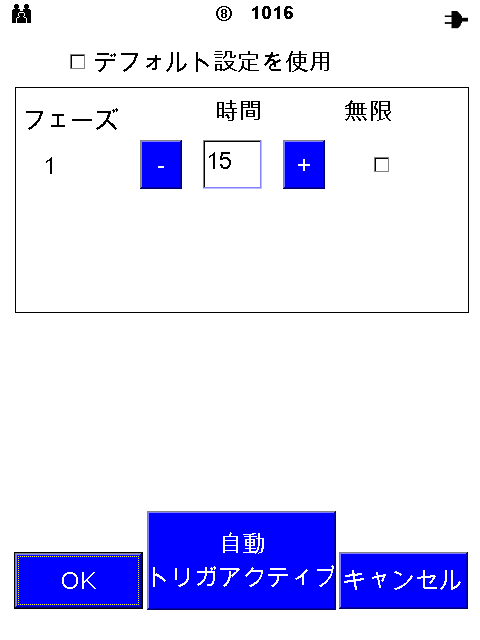 ⑧ 1016
デフォルト設定を使用
フェーズ 時間 無限
1 - 15 +
自動
トリガアクティブ
OK キャンセル